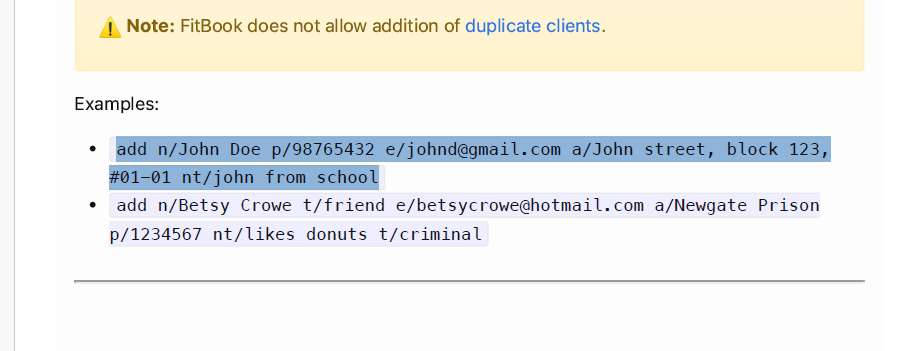 ⚠️ Note: FitBook does not allow addition of duplicate clients.
Examples:
• add n/John Doe p/98765432 e/johnd@gmail.com a/John street, block 123,
#01-01 nt/john from school
• add n/Betsy Crowe t/friend e/betsycrowe@hotmail.com a/Newgate Prison
p/1234567 nt/likes donuts t/criminal